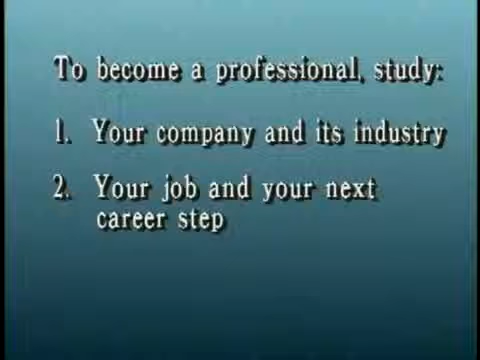 To become a professional, study:
1. Your company and its industry
2. Your job and your next
career step